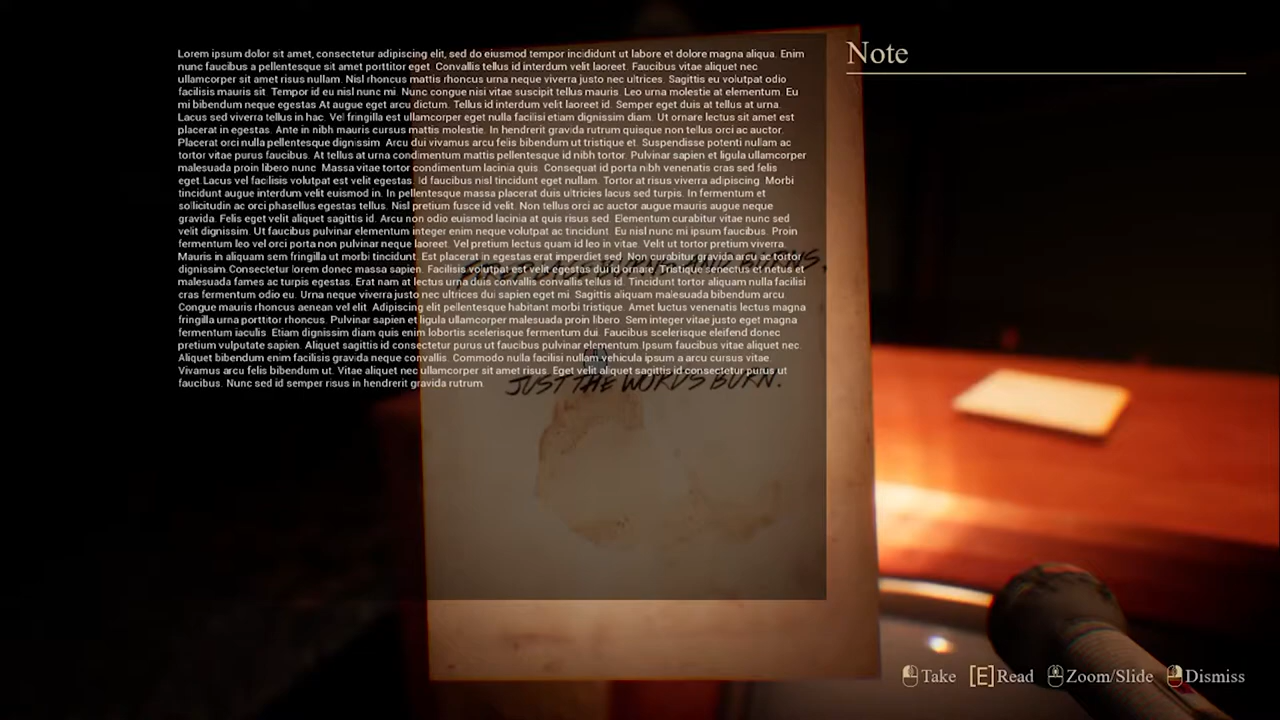 Lorem ipsum dolor sit amet, consectetur adipiscing elit, sed do eiusmod tempor incididunt ut labore et dolore magna aliqua. Enim
nunc faucibus a pellentesque sit amet porttitor eget. Convallis tellus id interdum velit laoreet. Faucibus vitae aliquet nec
ullamcorper sit amet risus nullam. Nisl rhoncus mattis rhoncus urna neque viverra justo nec ultrices. Sagittis eu volutpat odio
facilisis mauris sit. Tempor id eu nisl nunc mi. Nunc congue nisi vitae suscipit tellus mauris. Leo urna molestie at elementum. Eu
mi bibendum neque egestas At augue eget arcu dictum. Tellus id interdum velit laoreet id. Semper eget duis at tellus at urna.
Lacus sed viverra tellus in hac. Vel fringilla est ullamcorper eget nulla facilisi etiam dignissim diam. Ut ornare lectus sit amet est
placerat in egestas. Ante in nibh mauris cursus mattis molestie. In hendrerit gravida rutrum quisque non tellus orci ac auctor.
Placerat orci nulla pellentesque dignissim. Arcu dui vivamus arcu felis bibendum ut tristique et. Suspendisse potenti nullam ac
tortor vitae purus faucibus. At tellus at urna condimentum mattis pellentesque id nibh tortor. Pulvinar sapien et ligula ullamcorper
malesuada proin libero nunc. Massa vitae tortor condimentum lacinia quis. Consequat id porta nibh venenatis cras sed felis
eget Lacus vel facilisis volutpat est velit egestas. Id faucibus nisl tincidunt eget nullam. Tortor at risus viverra adipiscing. Morbi
tincidunt augue interdum velit euismod in. In pellentesque massa placerat duis ultricies lacus sed turpis. In fermentum et
sollicitudin ac orci phasellus egestas tellus. Nisl pretium fusce id velit. Non tellus orci ac auctor augue mauris augue neque
gravida. Felis eget velit aliquet sagittis id. Arcu non odio euismod lacinia at quis risus sed. Elementum curabitur vitae nunc sed
velit dignissim. Ut faucibus pulvinar elementum integer enim neque volutpat ac tincidunt. Eu nisl nunc mi ipsum faucibus. Proin
fermentum leo vel orci porta non pulvinar neque laoreet. Vel pretium lectus quam id leo in vitae. Velit ut tortor pretium viverra.
Mauris in aliquam sem fringilla ut morbi tincidunt. Est placerat in egestas erat imperdiet sed. Non curabitur gravida arcu ac tortor
dignissim Consectetur lorem donec massa sapien. Facilisis volutpat est velit egestas dui id ornare. Tristique senectus et netus et
malesuada fames ac turpis egestas. Erat nam at lectus urna duis convallis convallis tellus id. Tincidunt tortor aliquam nulla facilisi
cras fermentum odio eu. Urna neque viverra justo nec ultrices dui sapien eget mi. Sagittis aliquam malesuada bibendum arcu.
Congue mauris rhoncus aenean vel elit. Adipiscing elit pellentesque habitant morbi tristique. Amet luctus venenatis lectus magna
fringilla urna porttitor rhoncus. Pulvinar sapien et ligula ullamcorper malesuada proin libero. Sem integer vitae justo eget magna
fermentum iaculis. Etiam dignissim diam quis enim lobortis scelerisque fermentum dui. Faucibus scelerisque eleifend donec
pretium vulputate sapien. Aliquet sagittis id consectetur purus ut faucibus pulvinar elementum Ipsum faucibus vitae aliquet nec.
Aliquet bibendum enim facilisis gravida neque convallis. Commodo nulla facilisi nullam vehicula ipsum a arcu cursus vitae.
Vivamus arcu felis bibendum ut. Vitae aliquet nec ullamcorper sit amet risus. Eget velit aliquet sagittis id consectetur purus ut
faucibus. Nunc sed id semper risus in hendrerit gravida rutrum.
BURNS,
JUST THE WORDS BURN.
Note
Take [E]Read Zoom/Slide Dismiss